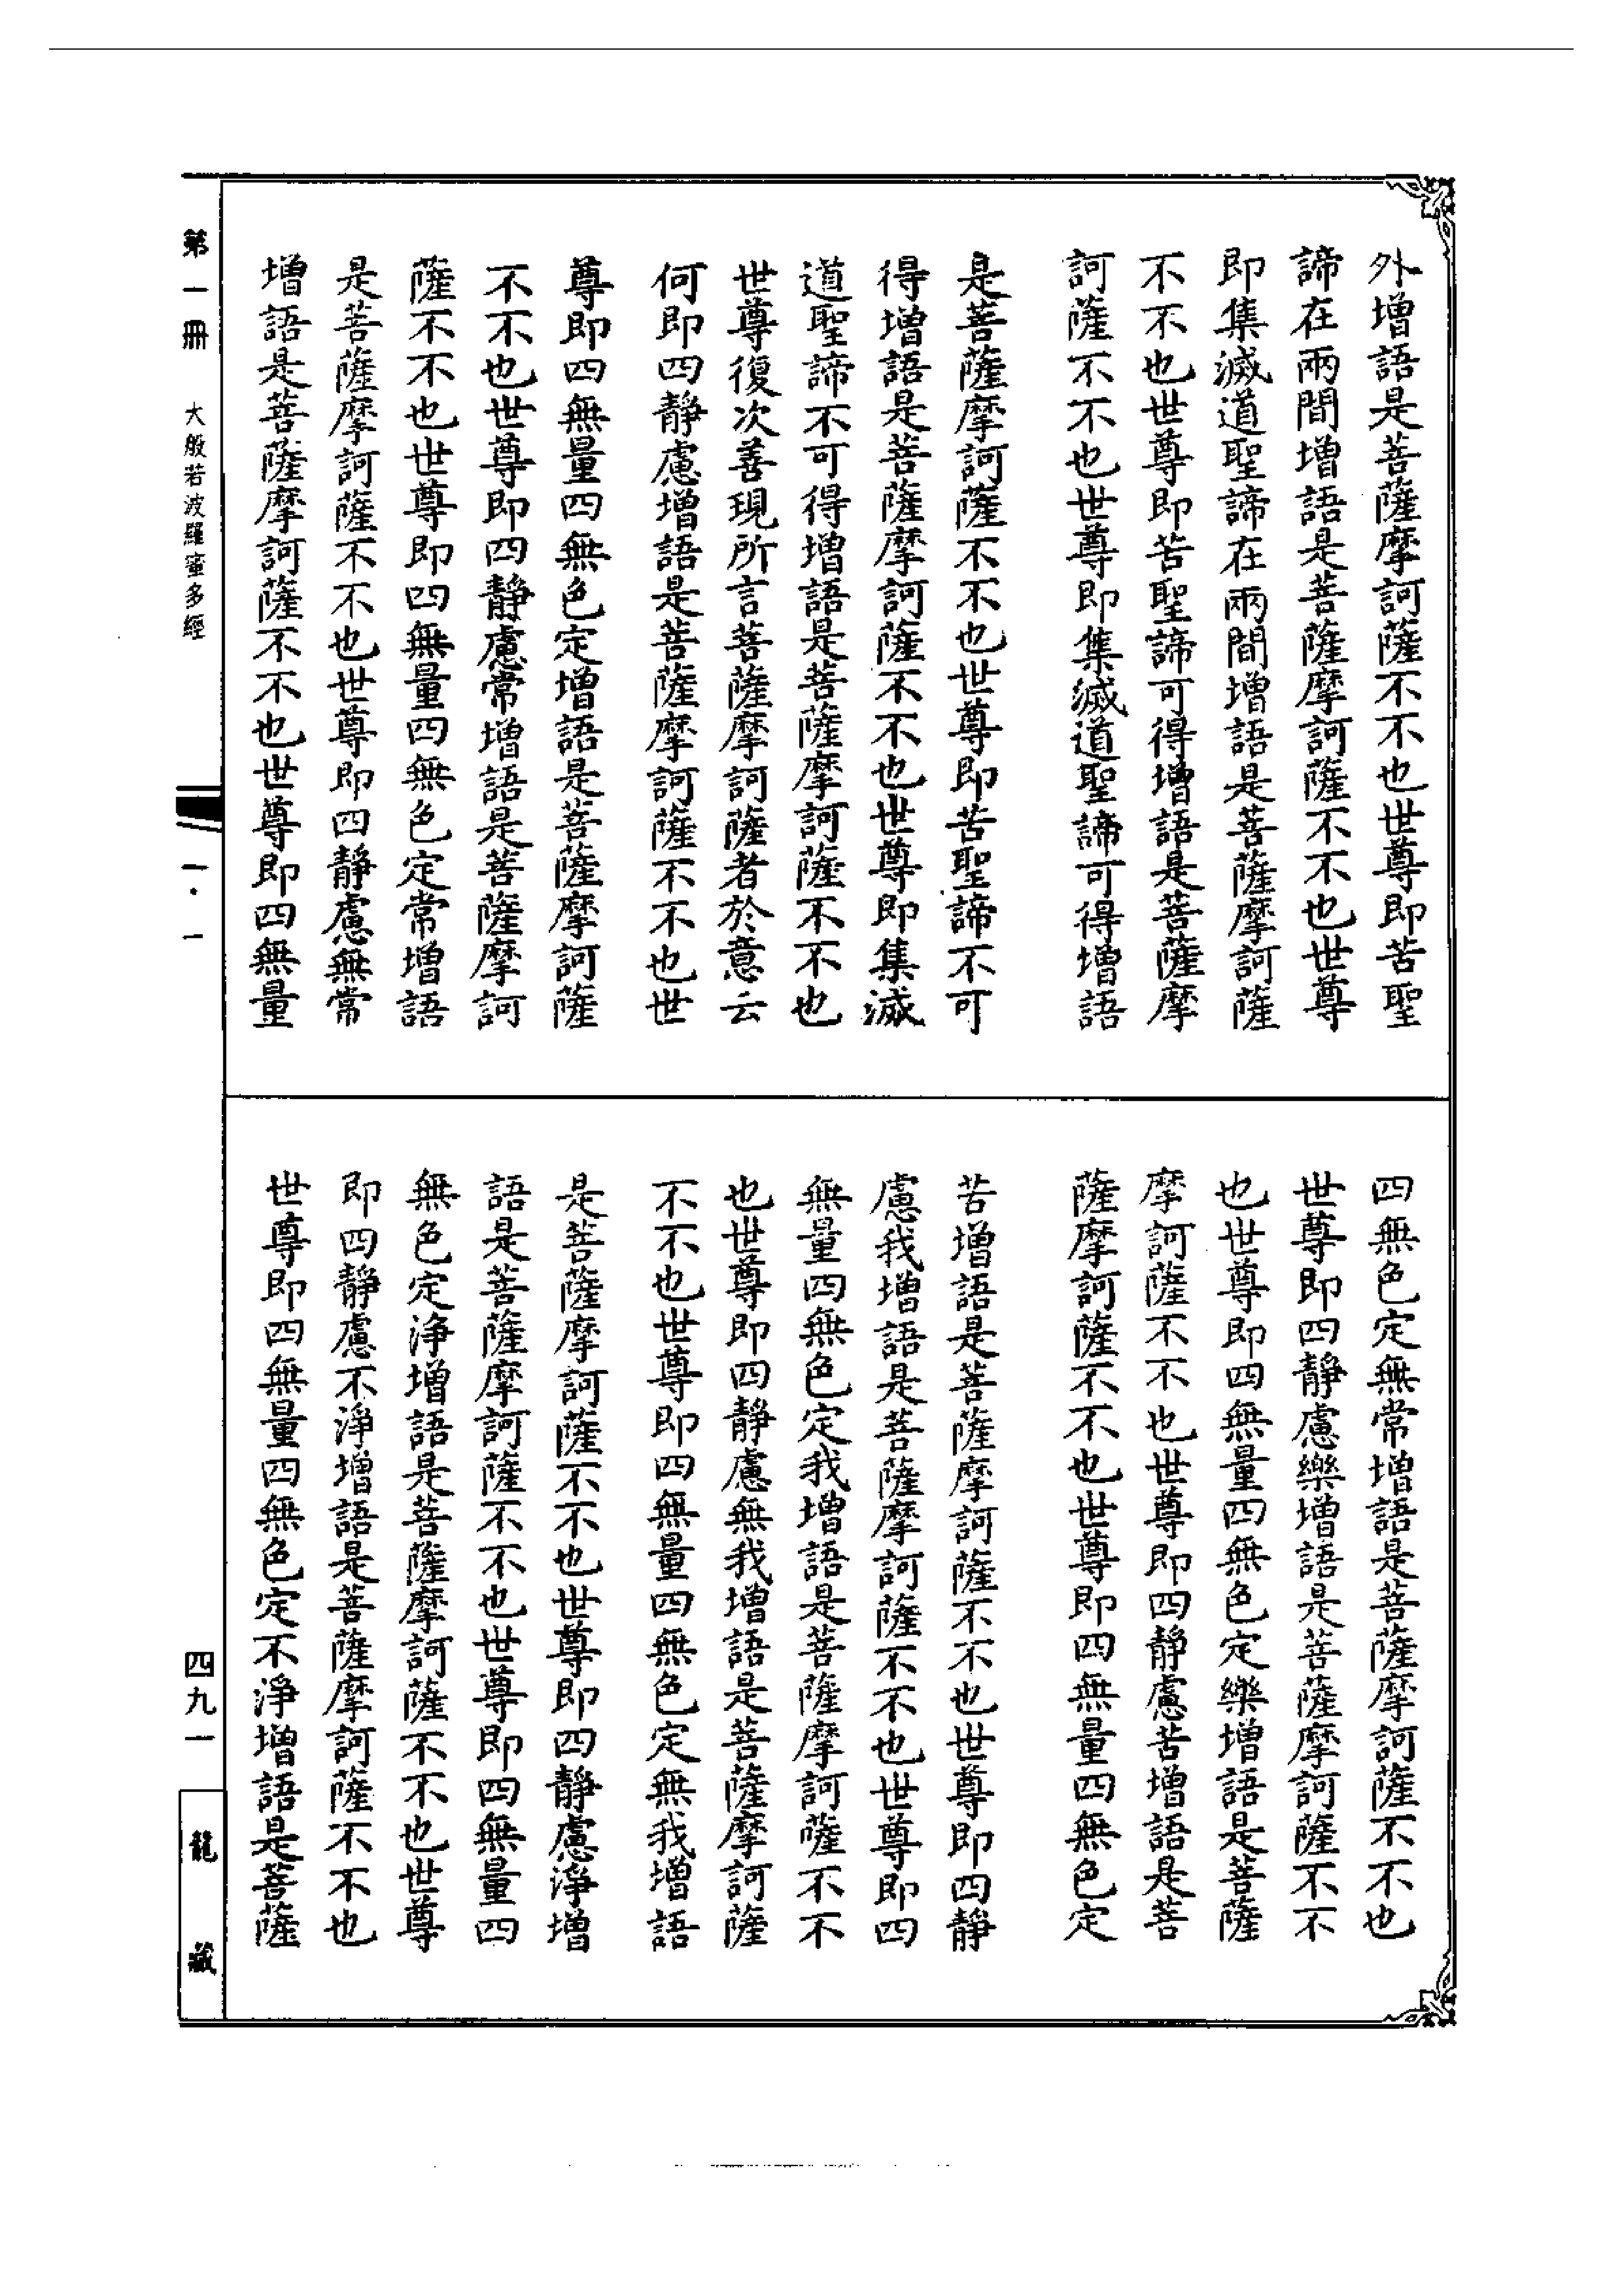 外增語是菩薩摩訶薩不不也世尊即苦聖
諦在兩間增語是菩薩摩訶薩不不也世尊
即集滅道聖諦在兩間增語是菩薩摩訶薩
不不也世尊即苦聖諦可得增語是菩薩摩
訶薩不不也世尊即集滅道聖諦可得增語
是菩薩摩訶薩不不也世尊即苦聖諦不可
得增語是菩薩摩訶薩不不也世尊即集滅
道聖諦不可得增語是菩薩摩訶薩不不也
世尊復次善現所言菩薩摩訶薩者於意云
何即四靜慮增語是菩薩摩訶薩不不也世
尊即四無量四無色定增語是菩薩摩訶薩
不不也世尊即四靜慮常增語是菩薩摩訶
薩不不也世尊即四無量四無色定常增語
是菩薩摩訶薩不不也世尊即四靜慮無常
增語是菩薩摩訶薩不不也世尊即四無量
四無色定無常增語是菩薩摩訶薩不不也
世尊即四靜慮樂增語是菩薩摩訶薩不不
也世尊即四無量四無色定樂增語是菩薩
摩訶薩不不也世尊即四靜慮苦增語是菩
薩摩訶薩不不也世尊即四無量四無色定
苦增語是菩薩摩訶薩不不也世尊即四靜
慮我增語是菩薩摩訶薩不不也世尊即四
無量四無色定我增語是菩薩摩訶薩不不
也世尊即四靜慮無我增語是菩薩摩訶薩
不不也世尊即四無量四無色定無我增語
是菩薩摩訶薩不不也世尊即四靜慮淨增
語是菩薩摩訶薩不不也世尊即四無量四
無色定淨增語是菩薩摩訶薩不不也世尊
即四靜慮不淨增語是菩薩摩訶薩不不也
世尊即四無量四無色定不淨增語是菩薩
第一冊 大般若波羅蜜多經 一·一 四九一 龍藏